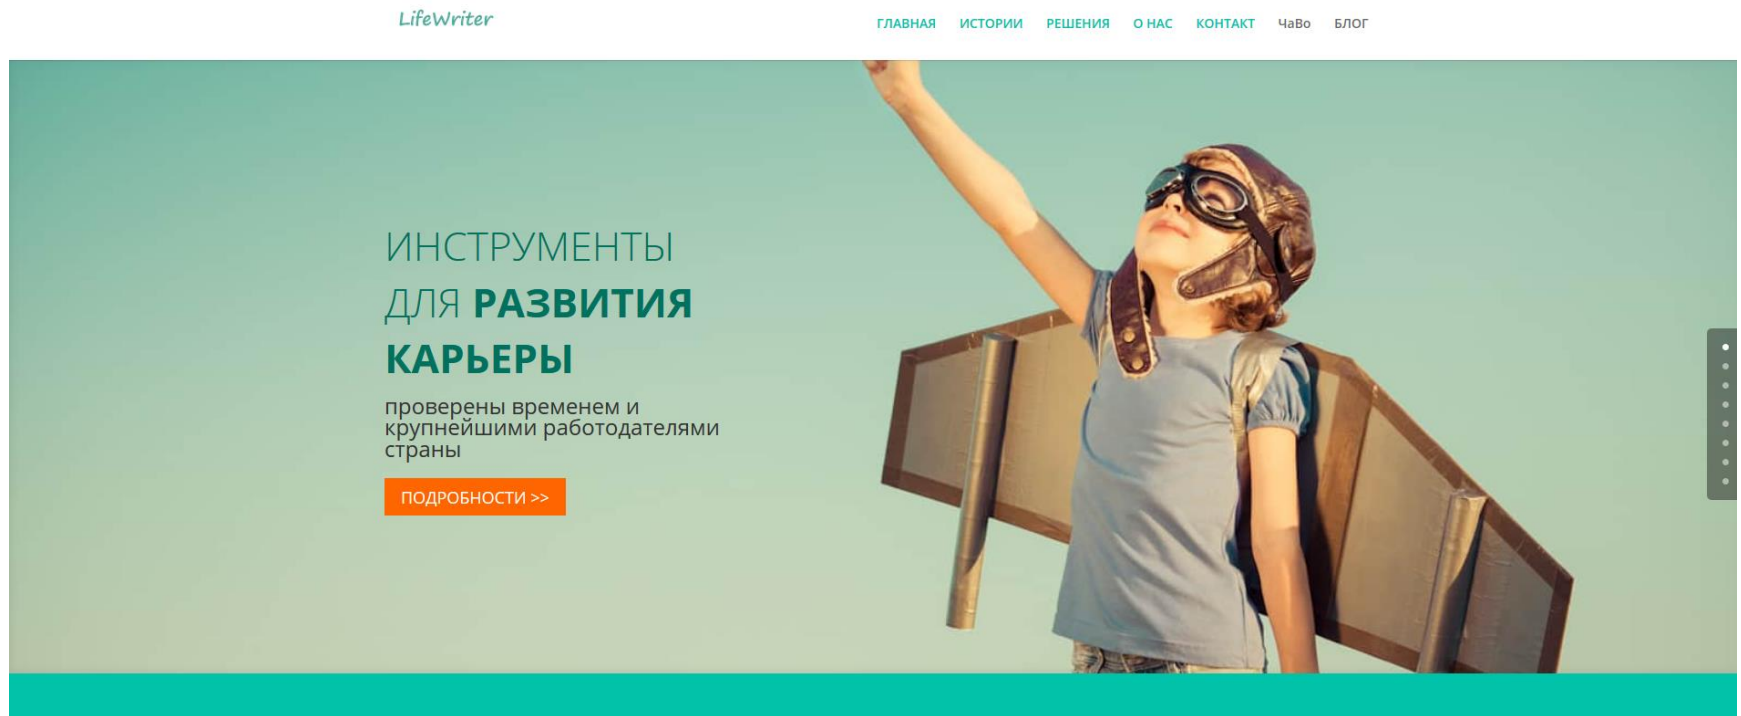 LifeWriter
ГЛАВНАЯ ИСТОРИИ РЕШЕНИЯ О НАС КОНТАКТ ЧаВо БЛОГ
ИНСТРУМЕНТЫ
ДЛЯ РАЗВИТИЯ
КАРЬЕРЫ
проверены временем и
крупнейшими работодателями
страны
ПОДРОБНОСТИ >>